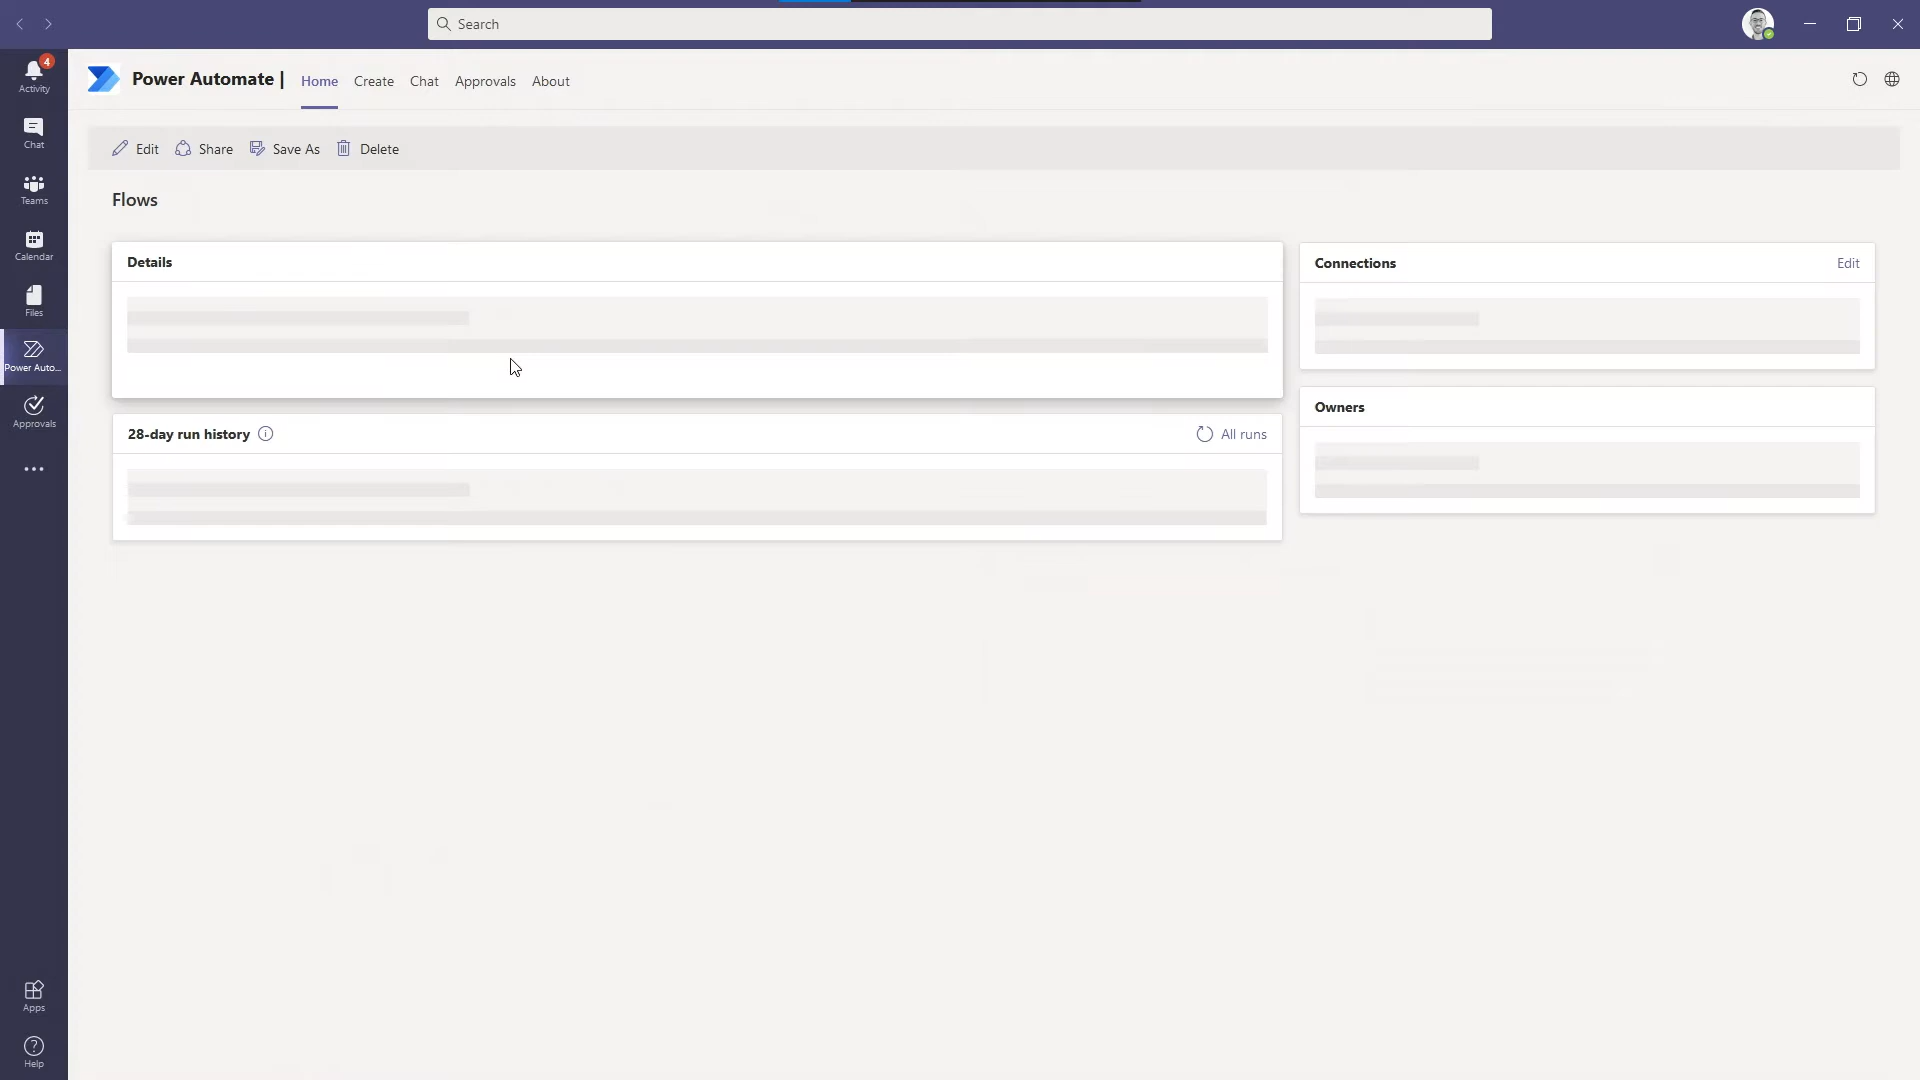 Search
4
Activity
Chat
Teams
Calendar
Files
Power Auto...
Approvals
Apps
Help
Power Automate |
Home
Create
Chat
Approvals
About
Edit
Share
Save As
Delete
Flows
Details
Connections
Edit
28-day run history
All runs
Owners